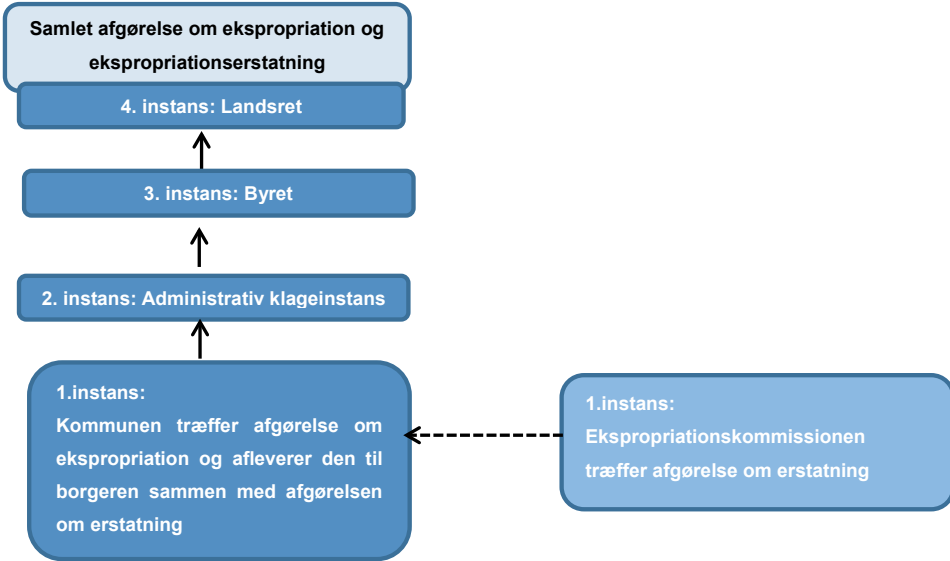 Samlet afgørelse om ekspropriation og
ekspropriationserstatning
4. instans: Landsret
3. instans: Byret
2. instans: Administrativ klageinstans
1.instans:
Kommunen træffer afgørelse om
ekspropriation og afleverer den til
borgeren sammen med afgørelsen
om erstatning
1.instans:
Ekspropriationskommissionen
træffer afgørelse om erstatning